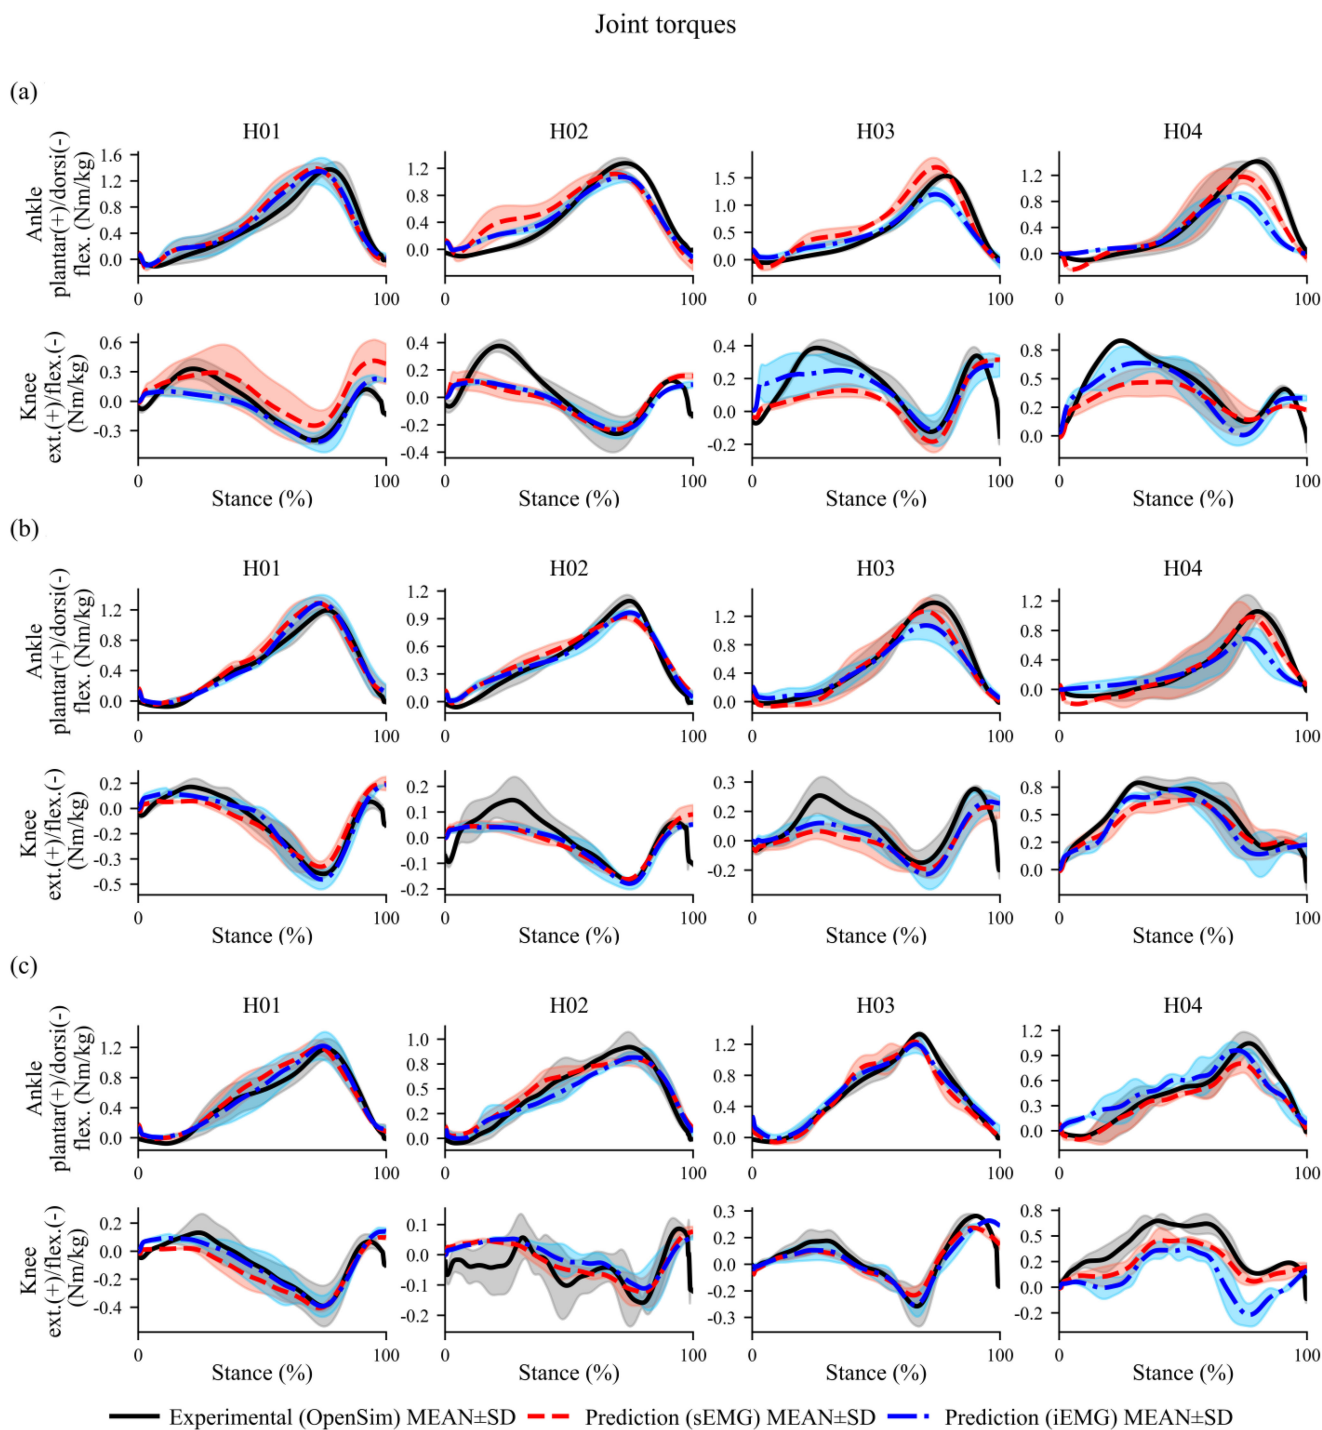 Joint torques
(a)
H01 H02 H03 H04
Ankle
plantar(+)/dorsi(-)
flex. (Nm/kg)
1.6 1.2 0.8 0.4 0.0
1.2 0.8 0.4 0.0
1.5 1.0 0.5 0.0
1.2 0.8 0.4 0.0
0 100 0 100 0 100 0 100
Knee
ext.(+)/flex.(-)
(Nm/kg)
0.6 0.3 0.0 -0.3
0.4 0.2 0.0 -0.2 -0.4
0.4 0.2 0.0 -0.2
0.8 0.5 0.2 0.0
0 100 0 100 0 100 0 100
Stance (%) Stance (%) Stance (%) Stance (%)
(b)
H01 H02 H03 H04
Ankle
plantar(+)/dorsi(-)
flex. (Nm/kg)
1.2 0.8 0.4 0.0
1.2 0.9 0.6 0.3 0.0
1.2 0.8 0.4 0.0
1.2 0.8 0.4 0.0
0 100 0 100 0 100 0 100
Knee
ext.(+)/flex.(-)
(Nm/kg)
0.2 0.0 -0.2 -0.3 -0.5
0.2 0.1 0.0 -0.1 -0.2
0.3 0.2 0.0 -0.2
0.8 0.5 0.2 0.0
0 100 0 100 0 100 0 100
Stance (%) Stance (%) Stance (%) Stance (%)
(c)
H01 H02 H03 H04
Ankle
plantar(+)/dorsi(-)
flex. (Nm/kg)
1.2 0.8 0.4 0.0
1.0 0.8 0.5 0.2 0.0
1.2 0.8 0.4 0.0
1.2 0.9 0.6 0.3 0.0
0 100 0 100 0 100 0 100
Knee
ext.(+)/flex.(-)
(Nm/kg)
0.2 0.0 -0.2 -0.4
0.1 0.0 -0.1 -0.2
0.3 0.2 0.0 -0.2 -0.3
0.8 0.5 0.2 0.0 -0.2
0 100 0 100 0 100 0 100
Stance (%) Stance (%) Stance (%) Stance (%)
Experimental (OpenSim) MEAN±SD Prediction (sEMG) MEAN±SD Prediction (iEMG) MEAN±SD